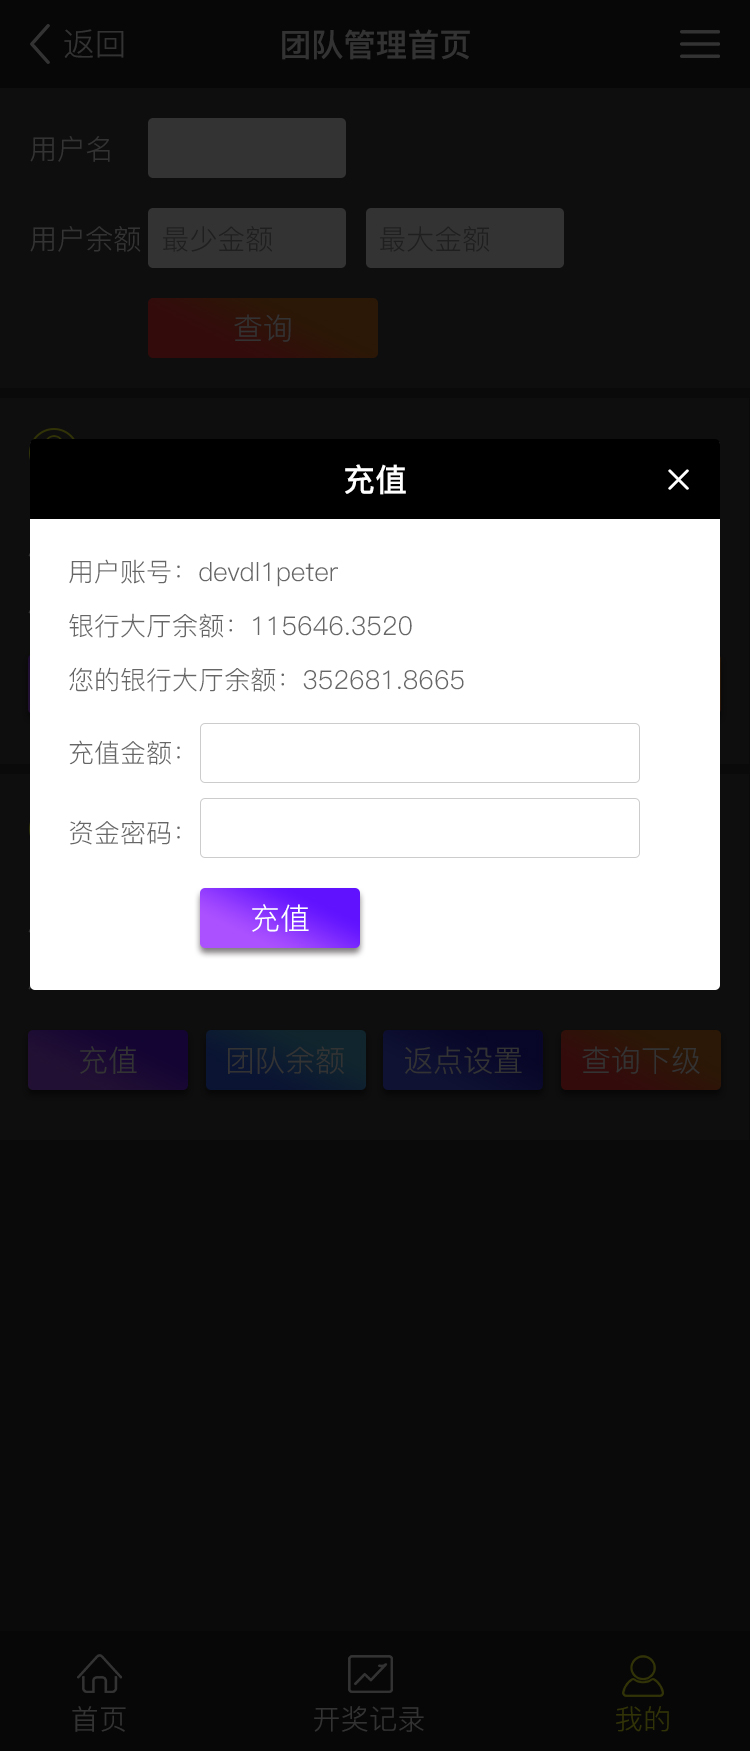 返回 团队管理首页
用户名
用户余额 最少金额 最大金额
查询
充值
用户账号：devdl1peter
银行大厅余额：115646.3520
您的银行大厅余额：352681.8665
充值金额：
资金密码：
充值
充值 团队余额 返点设置 查询下级
首页 开奖记录 我的